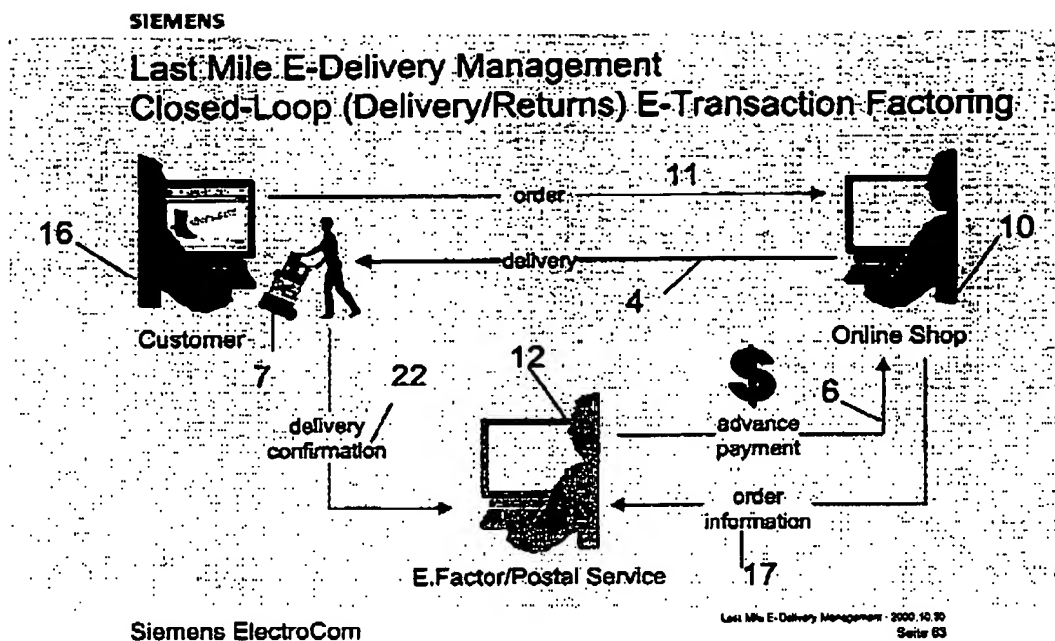 SIEMENS
Last Mile E-Delivery Management
Closed-Loop (Delivery/Returns) E-Transaction Factoring
order
11
16
10
delivery
4
Customer
Online Shop
7
22
12
$
6
delivery
confirmation
advance
payment
order
information
17
E.Factor/Postal Service
Siemens ElectroCom
Last Mile E-Delivery Management - 2000.10.30
Seite 63